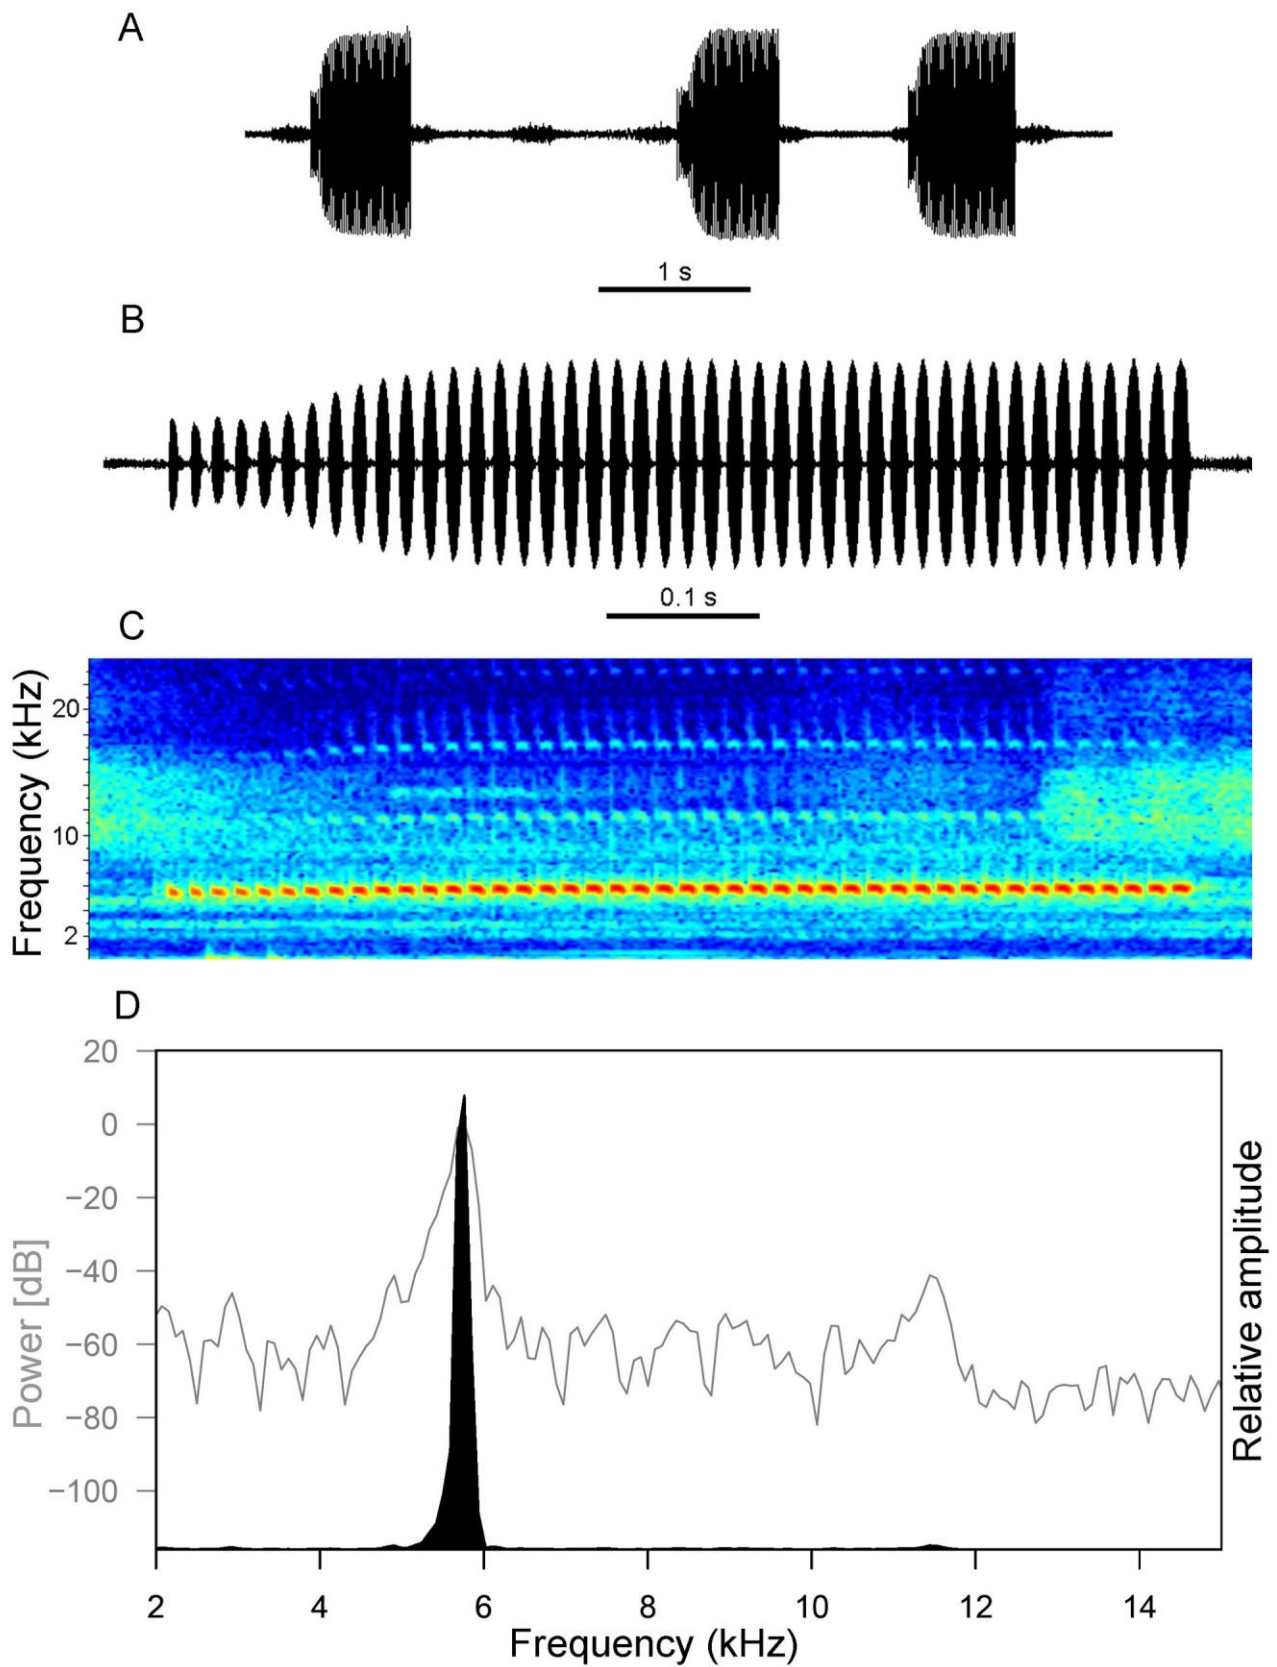 A
1 s
B
0.1 s
C
Frequency (kHz)
20
10
2
D
Power [dB]
20
0
−20
−40
−60
−80
−100
Relative amplitude
2 4 6 8 10 12 14
Frequency (kHz)